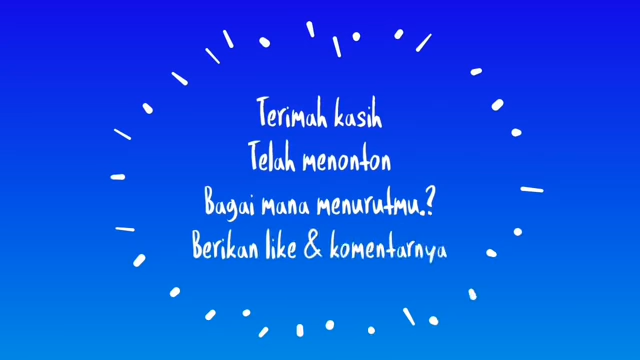 Terimah kasih
Telah menonton
Bagai mana menurutmu.?
Berikan like & komentarnya